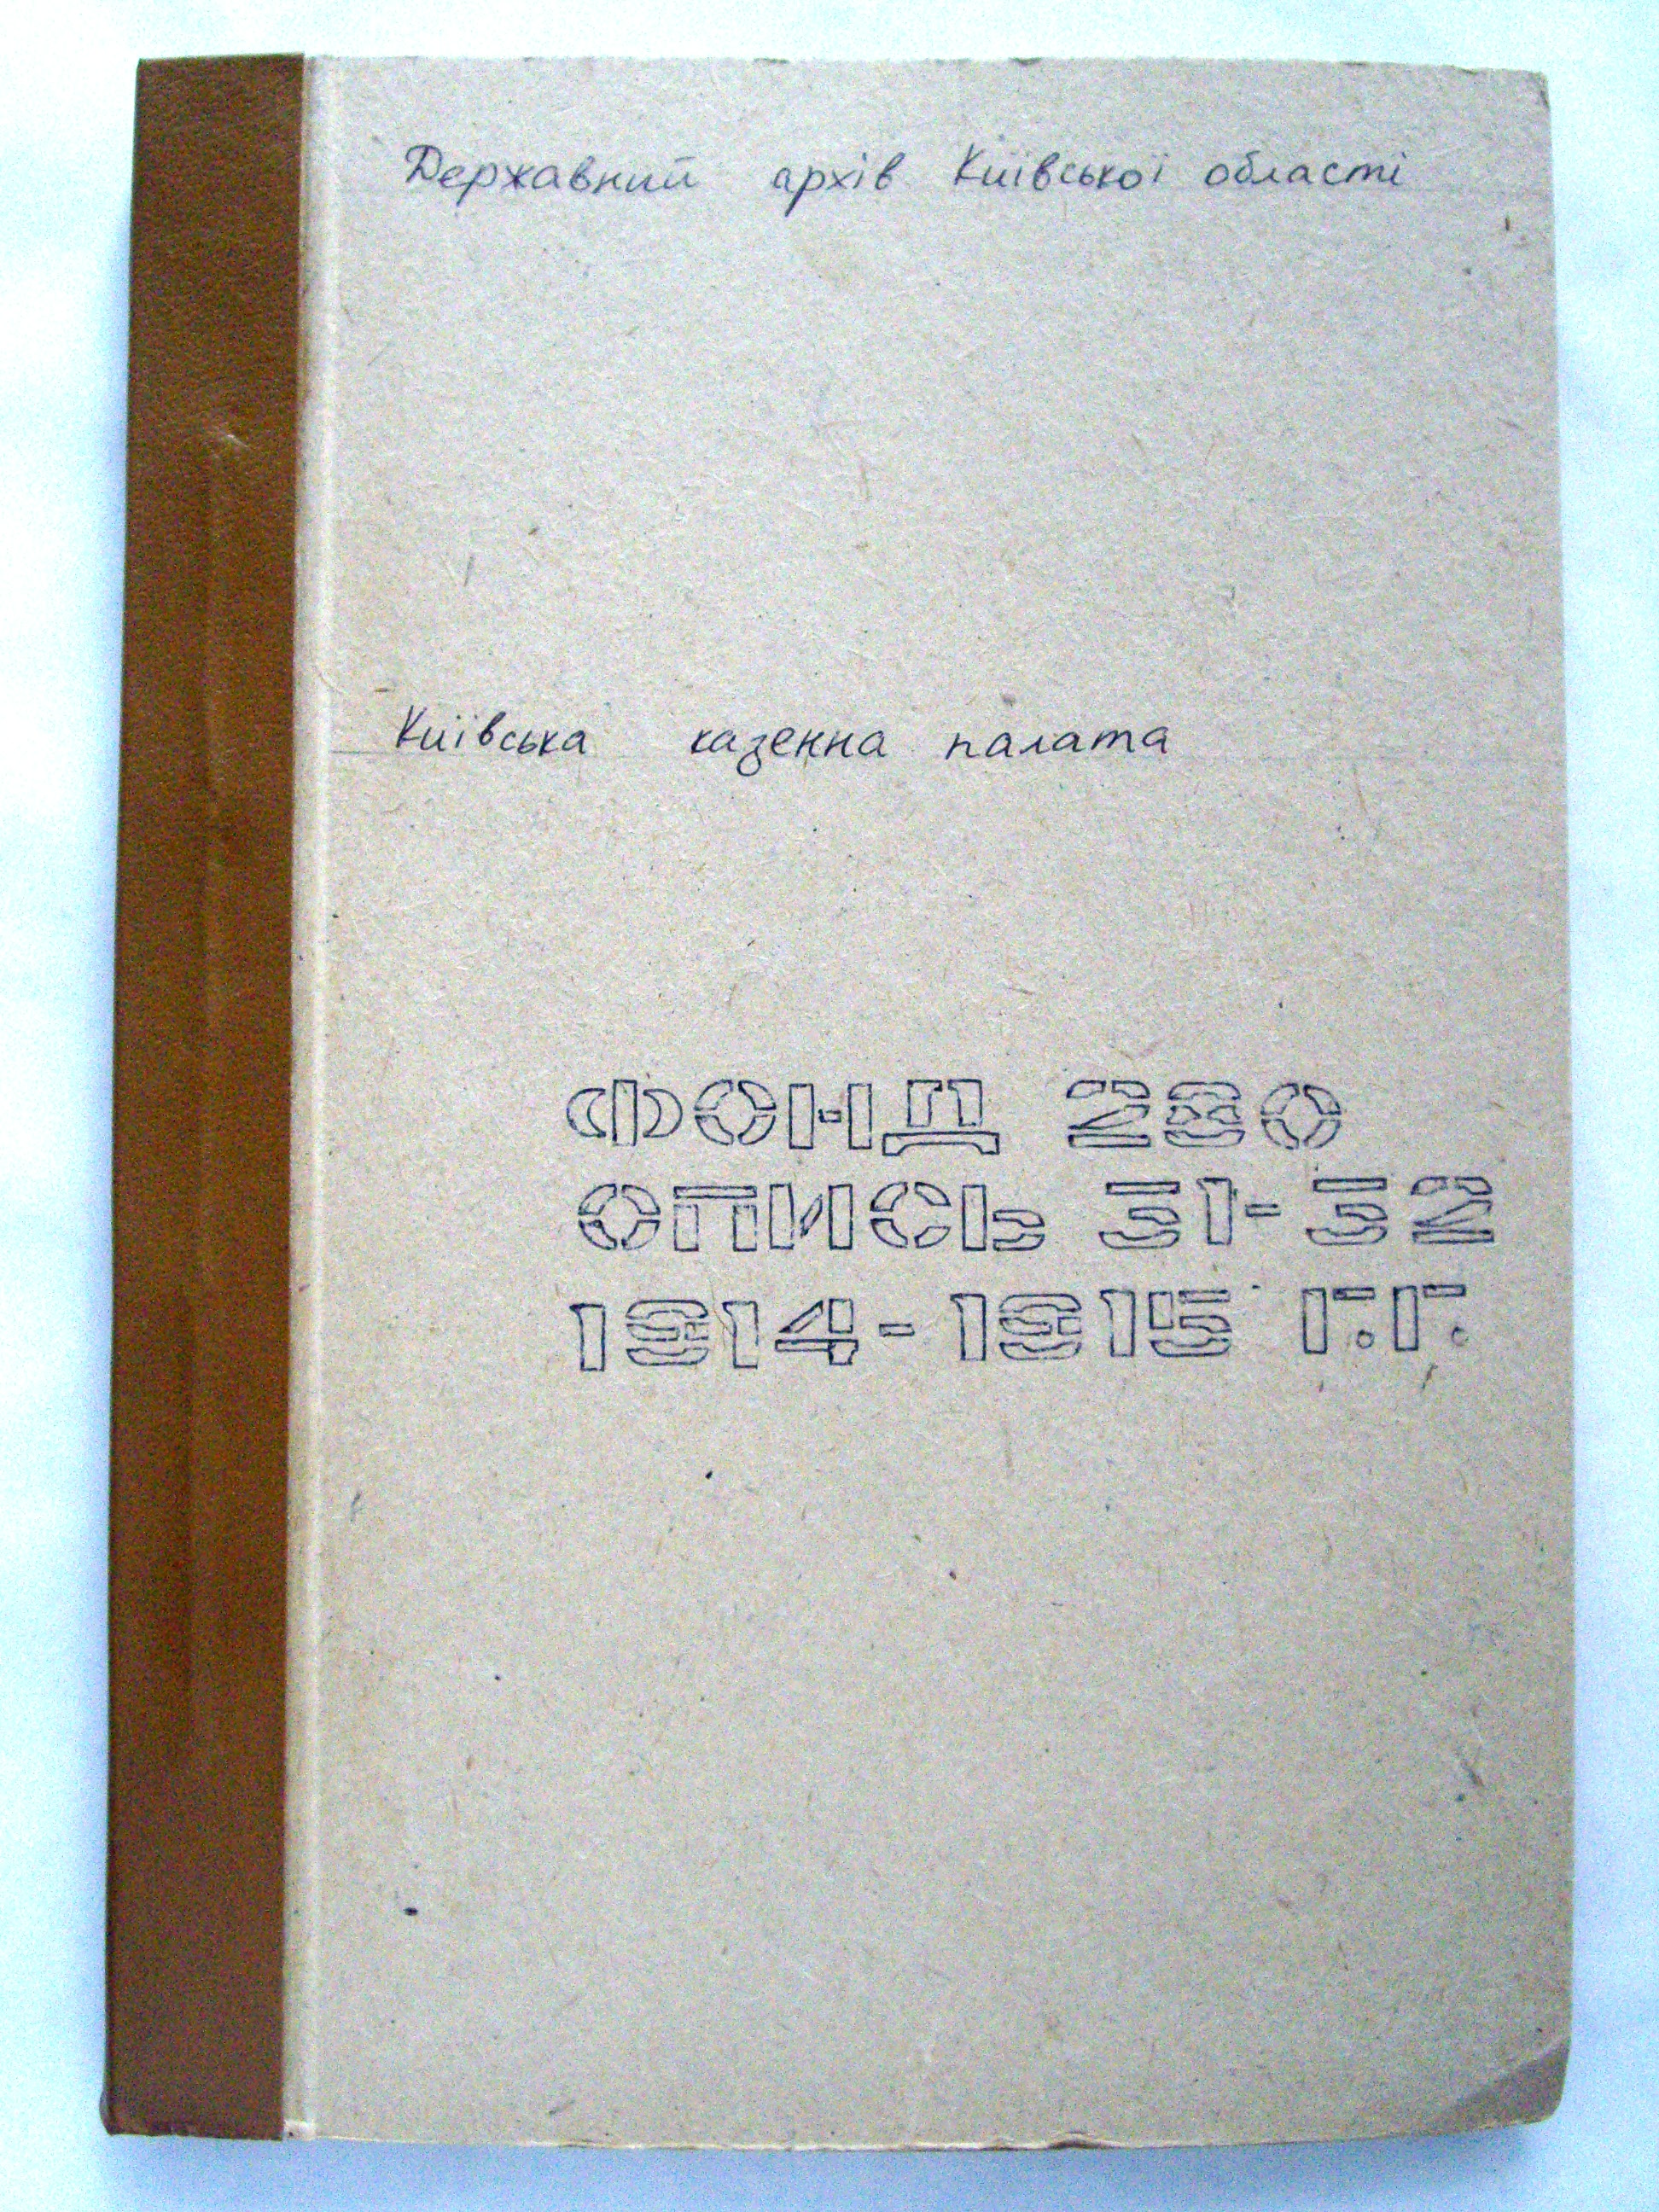 Державний архів Київської області
Київська казенна палата
ФОНД 280
ОПИСЬ 31-32
1914-1915 Г.Г.